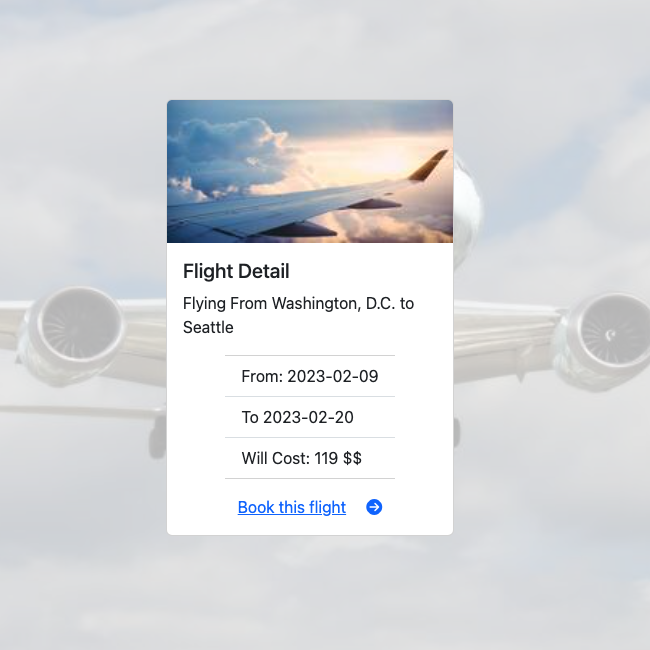 Flight Detail
Flying From Washington, D.C. to
Seattle
From: 2023-02-09
To 2023-02-20
Will Cost: 119 $$
Book this flight